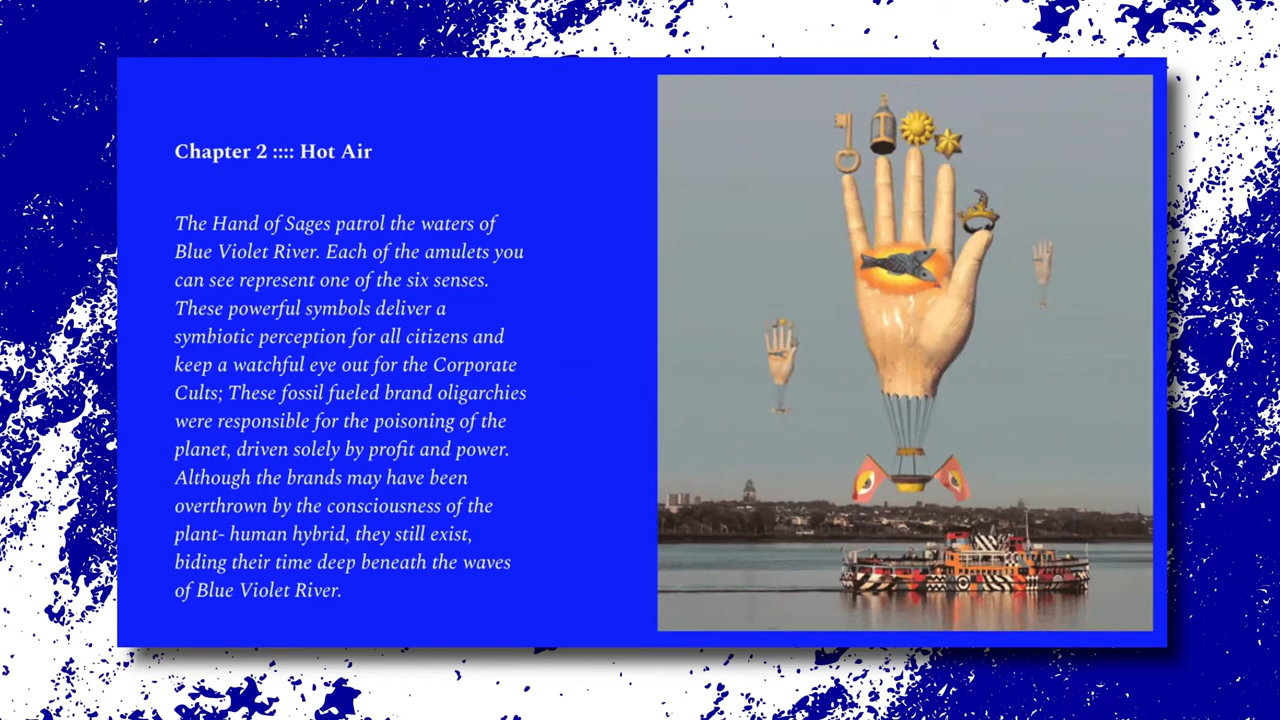 Chapter 2 :::: Hot Air
The Hand of Sages patrol the waters of
Blue Violet River. Each of the amulets you
can see represent one of the six senses.
These powerful symbols deliver a
symbiotic perception for all citizens and
keep a watchful eye out for the Corporate
Cults; These fossil fueled brand oligarchies
were responsible for the poisoning of the
planet, driven solely by profit and power.
Although the brands may have been
overthrown by the consciousness of the
plant- human hybrid, they still exist,
biding their time deep beneath the waves
of Blue Violet River.